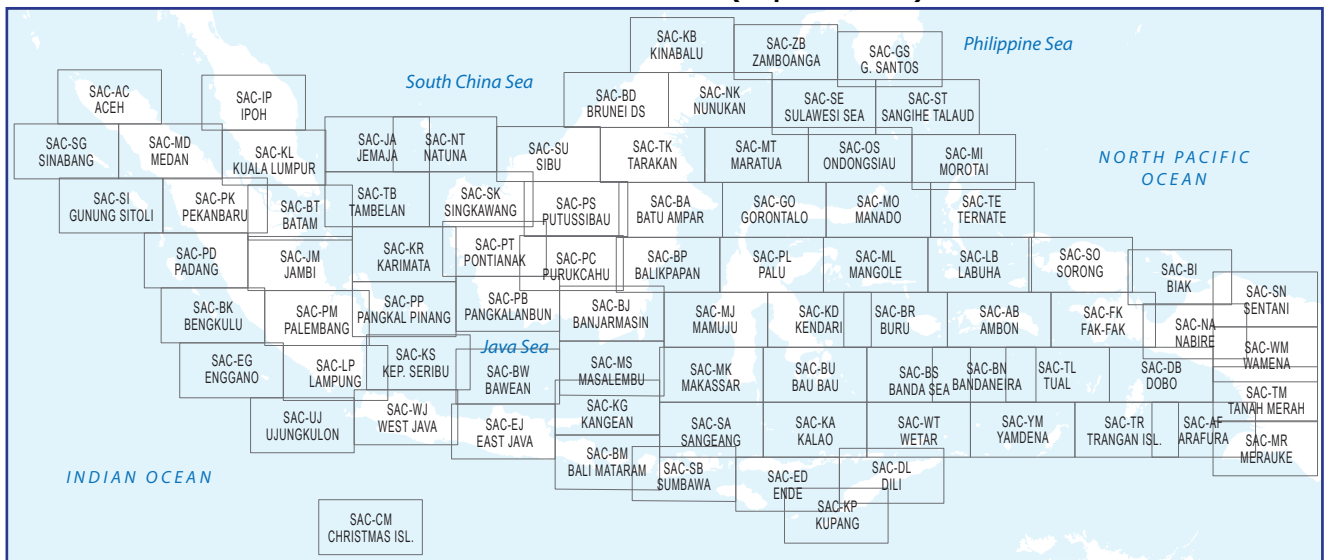 SAC-KB
KINABALU
SAC-ZB
ZAMBOANGA
SAC-GS
G. SANTOS
Philippine Sea
South China Sea
SAC-AC
ACEH
SAC-IP
IPOH
SAC-BD
BRUNEI DS
SAC-NK
NUNUKAN
SAC-SE
SULAWESI SEA
SAC-ST
SANGIHE TALAUD
SAC-SG
SINABANG
SAC-MD
MEDAN
SAC-KL
KUALA LUMPUR
SAC-JA
JEMAJA
SAC-NT
NATUNA
SAC-SU
SIBU
SAC-TK
TARAKAN
SAC-MT
MARATUA
SAC-OS
ONDONGSIAU
SAC-MI
MOROTAI
NORTH PACIFIC
OCEAN
SAC-SI
GUNUNG SITOLI
SAC-PK
PEKANBARU
SAC-BT
BATAM
SAC-TB
TAMBELAN
SAC-SK
SINGKAWANG
SAC-PS
PUTUSSIBAU
SAC-BA
BATU AMPAR
SAC-GO
GORONTALO
SAC-MO
MANADO
SAC-TE
TERNATE
SAC-PD
PADANG
SAC-JM
JAMBI
SAC-KR
KARIMATA
SAC-PT
PONTIANAK
SAC-PC
PURUKCAHU
SAC-BP
BALIKPAPAN
SAC-PL
PALU
SAC-ML
MANGOLE
SAC-LB
LABUHA
SAC-SO
SORONG
SAC-BI
BIAK
SAC-SN
SENTANI
SAC-BK
BENGKULU
SAC-PM
PALEMBANG
SAC-PP
PANGKAL PINANG
SAC-PB
PANGKALANBUN
SAC-BJ
BANJARMASIN
SAC-MJ
MAMUJU
SAC-KD
KENDARI
SAC-BR
BURU
SAC-AB
AMBON
SAC-FK
FAK-FAK
SAC-NA
NABIRE
SAC-WM
WAMENA
Java Sea
SAC-EG
ENGGANO
SAC-LP
LAMPUNG
SAC-KS
KEP. SERIBU
SAC-BW
BAWEAN
SAC-MS
MASALEMBU
SAC-MK
MAKASSAR
SAC-BU
BAU BAU
SAC-BS
BANDA SEA
SAC-BN
BANDANEIRA
SAC-TL
TUAL
SAC-DB
DOBO
SAC-TM
TANAH MERAH
SAC-UJ
UJUNGKULON
SAC-WJ
WEST JAVA
SAC-EJ
EAST JAVA
SAC-KG
KANGEAN
SAC-SA
SANGEANG
SAC-KA
KALAO
SAC-WT
WETAR
SAC-YM
YAMDENA
SAC-TR
TRANGAN ISL.
SAC-AF
ARAFURA
SAC-MR
MERAUKE
INDIAN OCEAN
SAC-BM
BALI MATARAM
SAC-SB
SUMBAWA
SAC-ED
ENDE
SAC-DL
DILI
SAC-KP
KUPANG
SAC-CM
CHRISTMAS ISL.